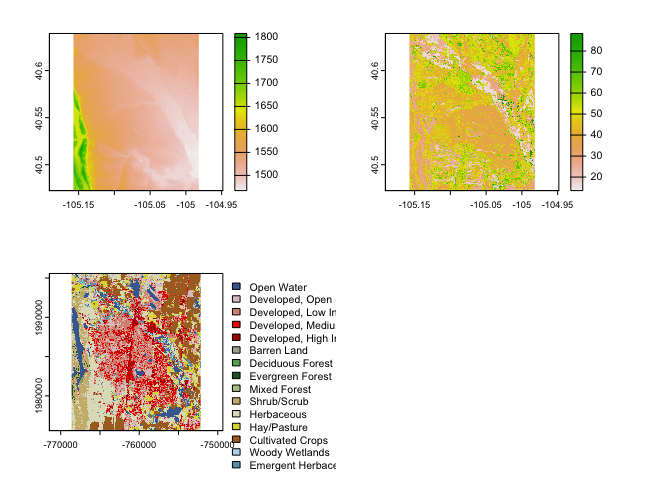 40.6
40.55
40.5
-105.15
-105.05
-105
-104.95
1800
1750
1700
1650
1600
1550
1500
40.6
40.55
40.5
-105.15
-105.05
-105
-104.95
80
70
60
50
40
30
20
1990000
1980000
-770000
-760000
-750000
Open Water
Developed, Open
Developed, Low In
Developed, Mediu
Developed, High In
Barren Land
Deciduous Forest
Evergreen Forest
Mixed Forest
Shrub/Scrub
Herbaceous
Hay/Pasture
Cultivated Crops
Woody Wetlands
Emergent Herbace